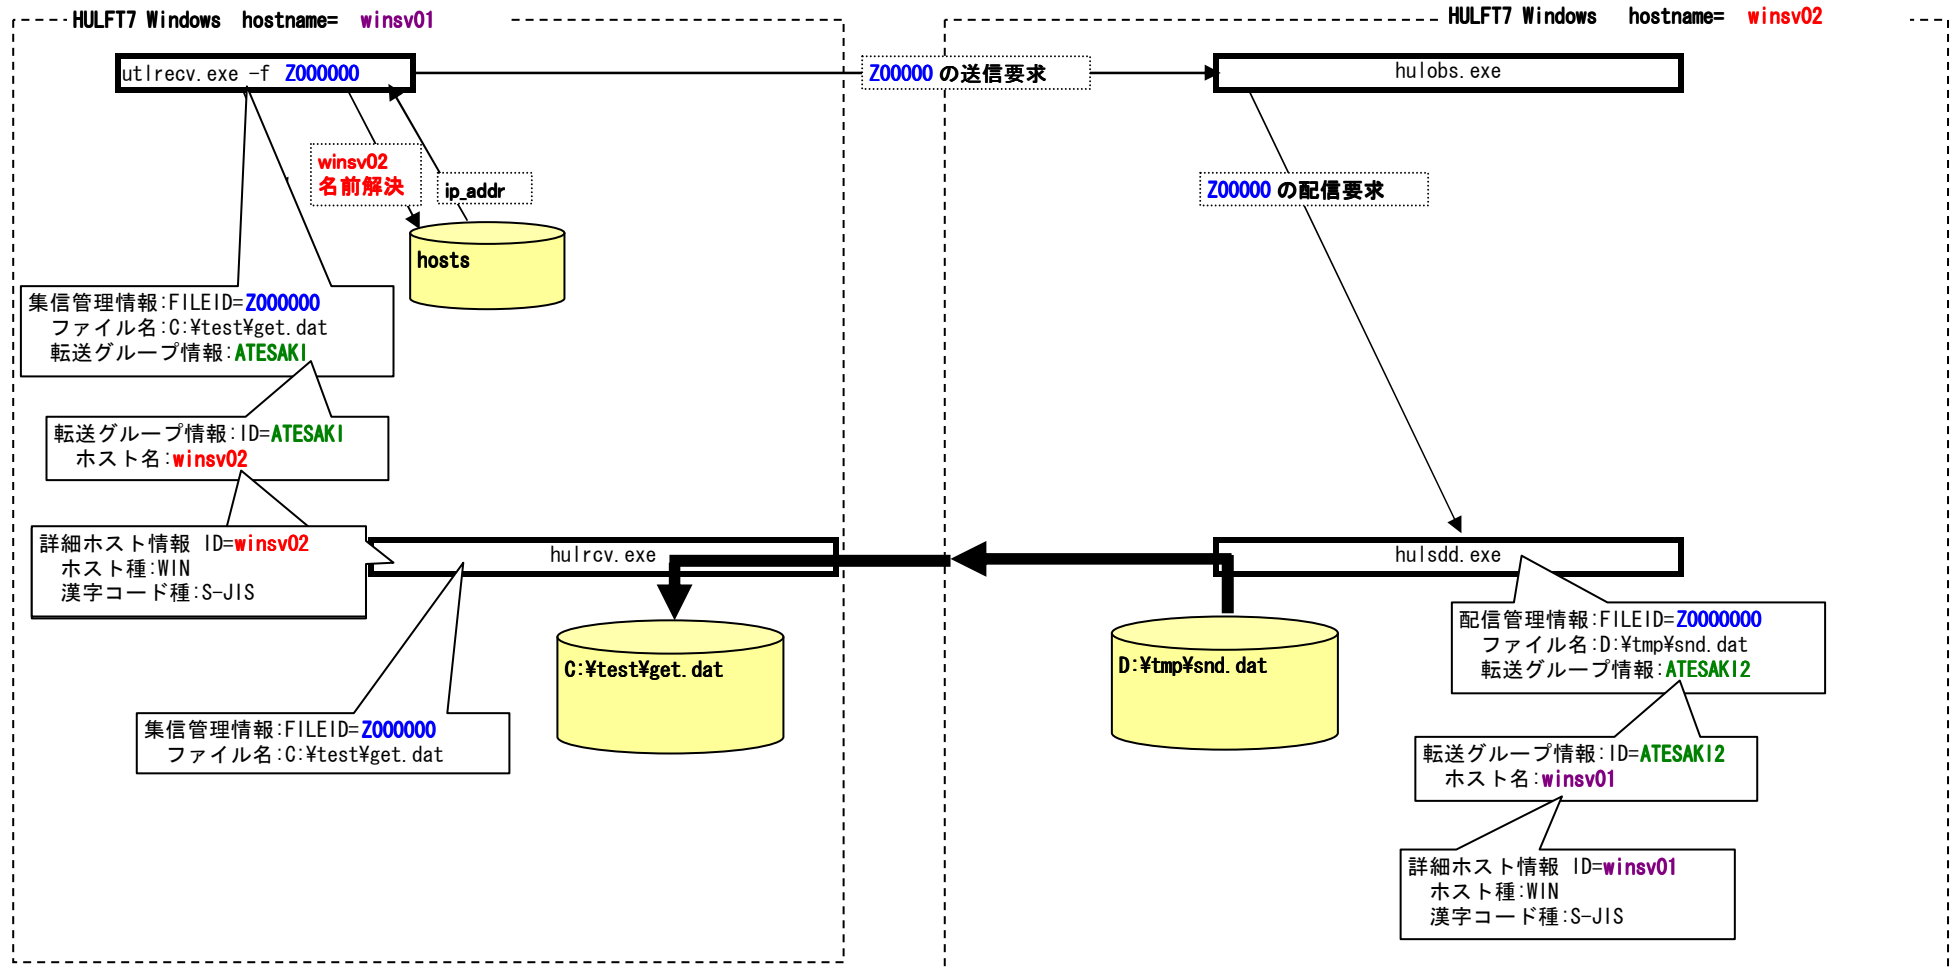 HULFT7 Windows hostname= winsv01
HULFT7 Windows hostname= winsv02
utlrecv.exe -f Z000000
Z00000 の送信要求
hulobs.exe
winsv02
名前解決
ip_addr
hosts
Z00000 の配信要求
集信管理情報:FILEID=Z000000
ファイル名:C:¥test¥get.dat
転送グループ情報:ATESAKI
転送グループ情報:ID=ATESAKI
ホスト名:winsv02
詳細ホスト情報 ID=winsv02
ホスト種:WIN
漢字コード種:S-JIS
hulrcv.exe
hulsdd.exe
C:¥test¥get.dat
D:¥tmp¥snd.dat
集信管理情報:FILEID=Z000000
ファイル名:C:¥test¥get.dat
配信管理情報:FILEID=Z0000000
ファイル名:D:¥tmp¥snd.dat
転送グループ情報:ATESAKI2
転送グループ情報:ID=ATESAKI2
ホスト名:winsv01
詳細ホスト情報 ID=winsv01
ホスト種:WIN
漢字コード種:S-JIS